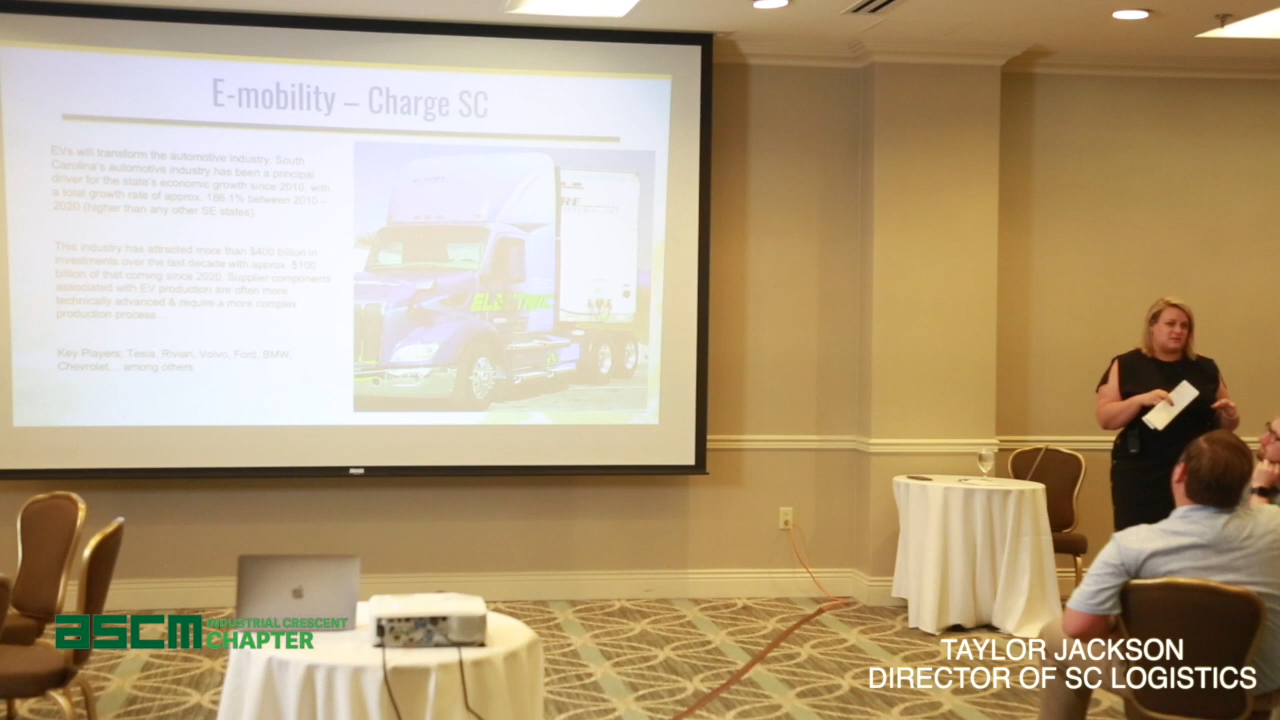 E-mobility – Charge SC
EVs will transform the automotive industry. South
Carolina's automotive industry has been a principal
driver for the state's economic growth since 2010, with
a total growth rate of approx. 186.1% between 2010 –
2020 (higher than any other SE states).
This industry has attracted more than $400 billion in
investments over the last decade with approx. $100
billion of that coming since 2020. Supplier components
associated with EV production are often more
technically advanced & require a more complex
production process
Key Players: Tesla, Rivian, Volvo, Ford, BMW,
Chevrolet… among others
ELECTRIC
ascm INDUSTRIAL CRESCENT
CHAPTER
TAYLOR JACKSON
DIRECTOR OF SC LOGISTICS